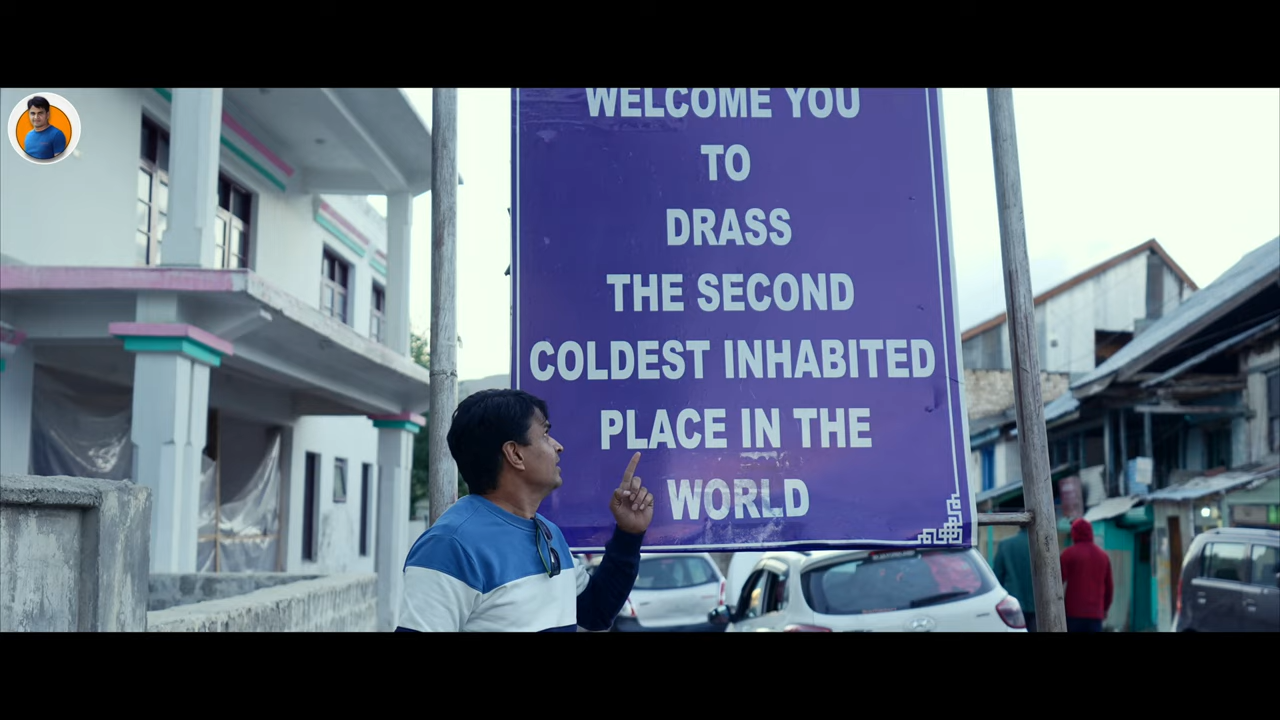 WELCOME YOU
TO
DRASS
THE SECOND
COLDEST INHABITED
PLACE IN THE
WORLD